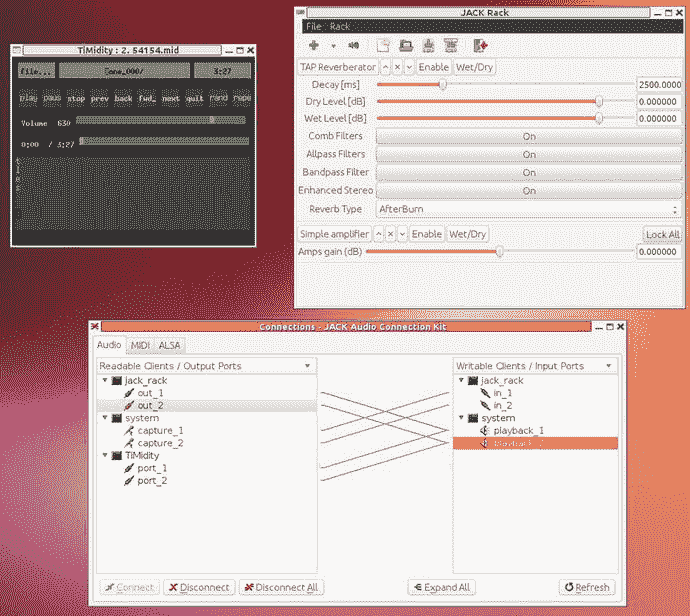 TiMidity : 2. 54154.mid
file...
3:27
play paus stop prev back fwd_ next quit rand repe
Volume 630
0:00 / 3:27
t
l
e
s
JACK Rack
File Rack
TAP Reverberator Enable Wet/Dry
Decay [ms] 2500.0000
Dry Level [dB] 0.000000
Wet Level [dB] 0.000000
Comb Filters On
Allpass Filters On
Bandpass Filter On
Enhanced Stereo On
Reverb Type AfterBurn
Simple amplifier Enable Wet/Dry Lock All
Amps gain (dB) 0.000000
Connections - JACK Audio Connection Kit
Audio MIDI ALSA
Readable Clients / Output Ports
jack_rack
out_1
out_2
system
capture_1
capture_2
TiMidity
port_1
port_2
Writable Clients / Input Ports
jack_rack
in_1
in_2
system
playback_1
playback_2
Connect Disconnect Disconnect All Expand All Refresh